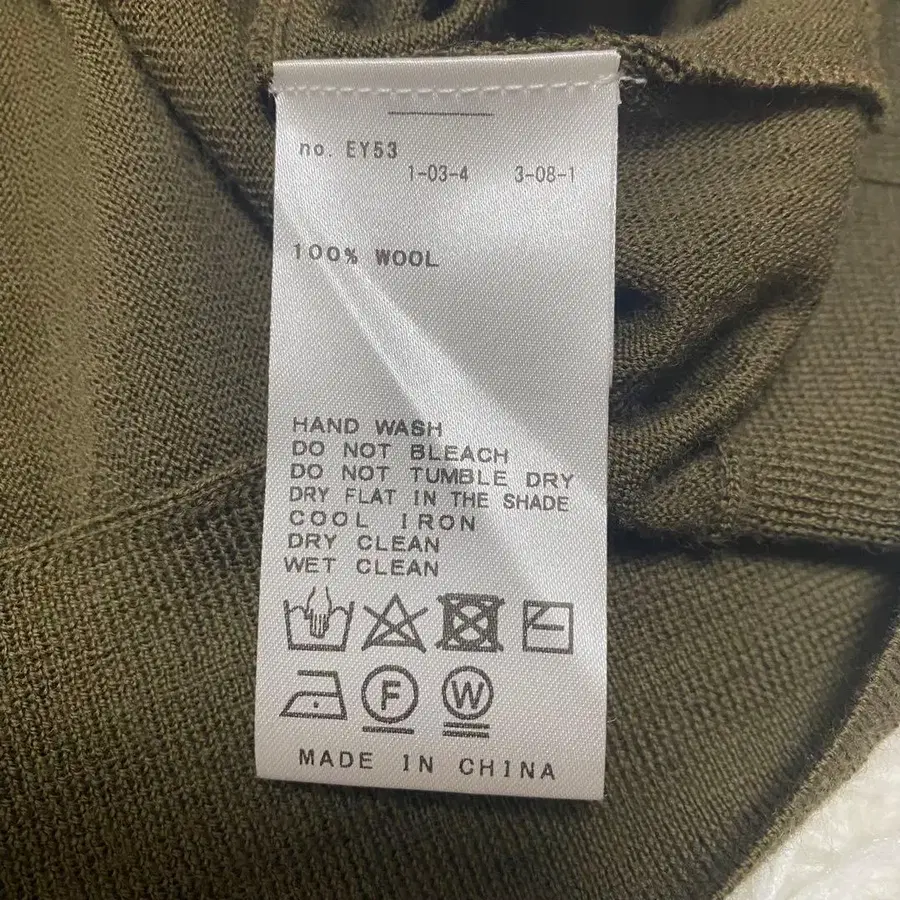 no. EY53
1-03-4 3-08-1
100% WOOL
HAND WASH
DO NOT BLEACH
DO NOT TUMBLE DRY
DRY FLAT IN THE SHADE
COOL IRON
DRY CLEAN
WET CLEAN
F W
MADE IN CHINA